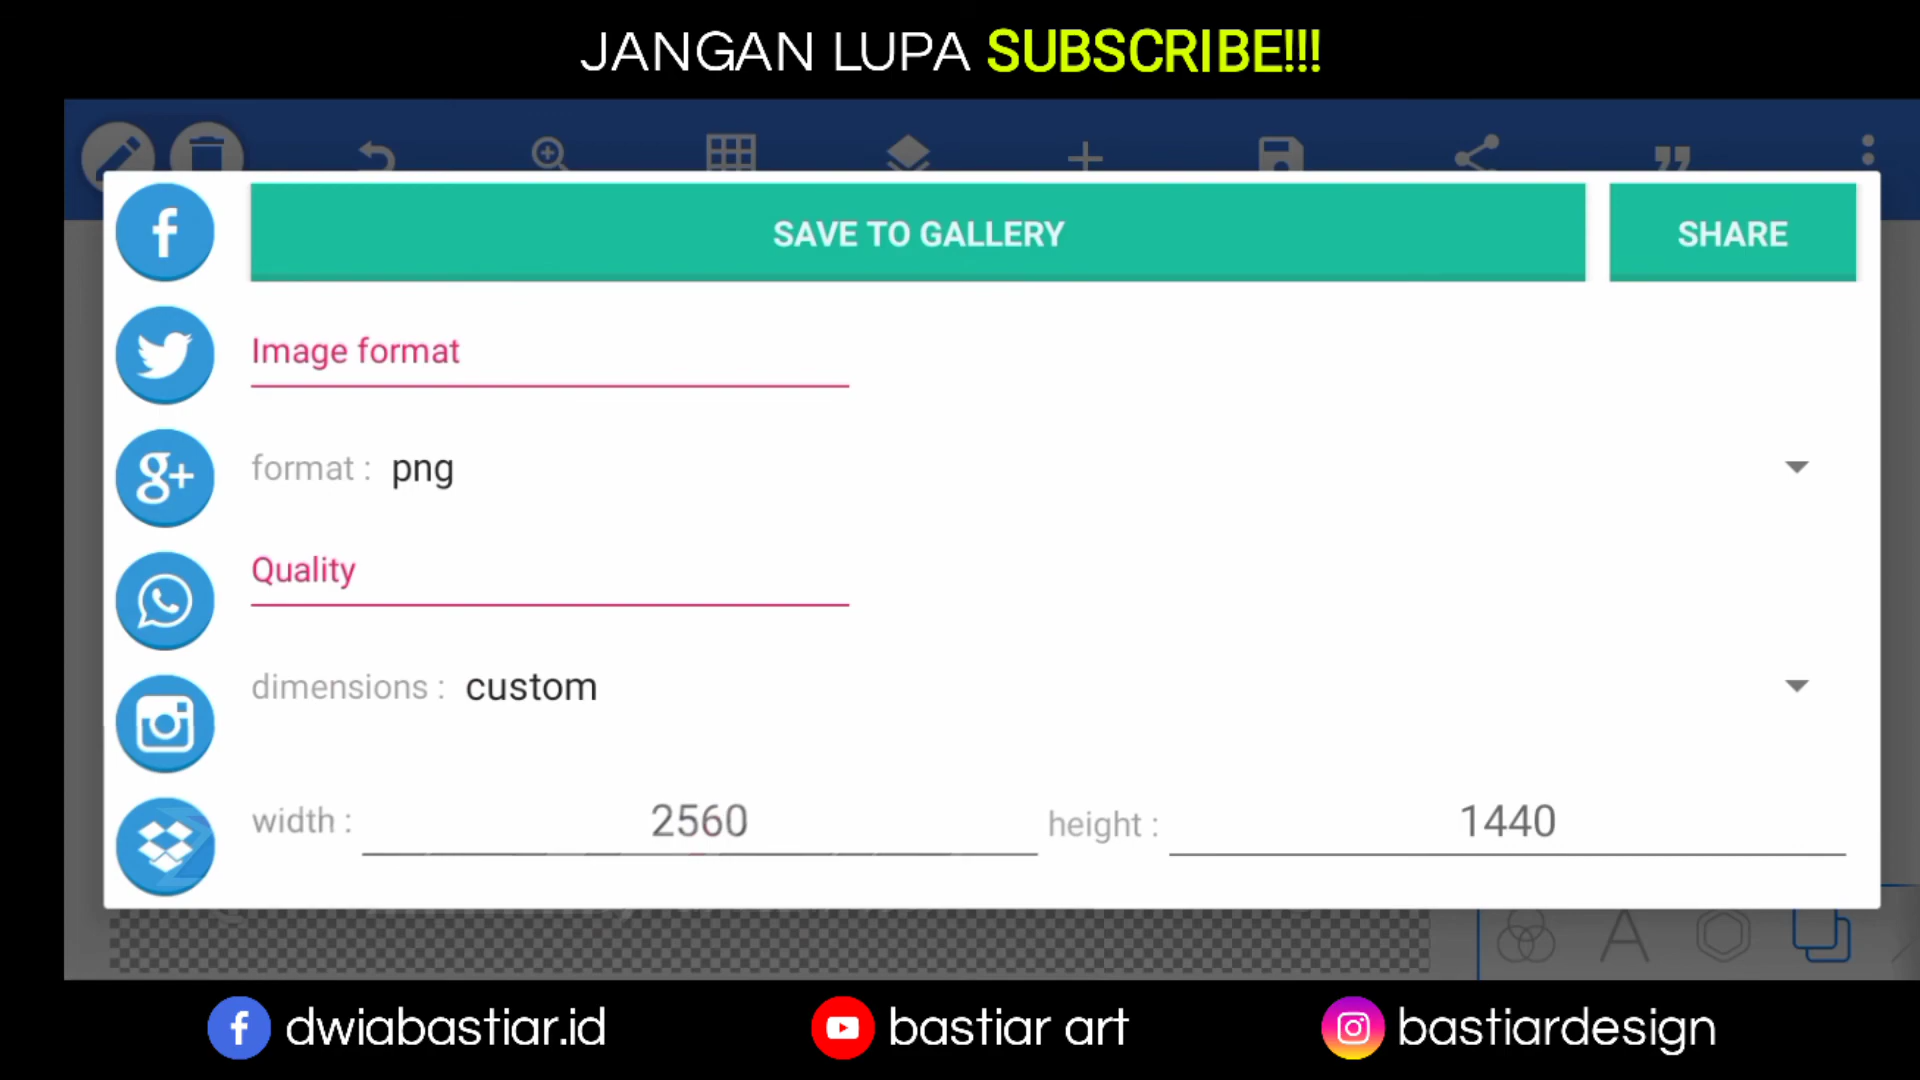 JANGAN LUPA SUBSCRIBE!!!
SAVE TO GALLERY
SHARE
Image format
format : png
Quality
dimensions : custom
width : 2560 height : 1440
dwiabastiar.id bastiar art bastiardesign